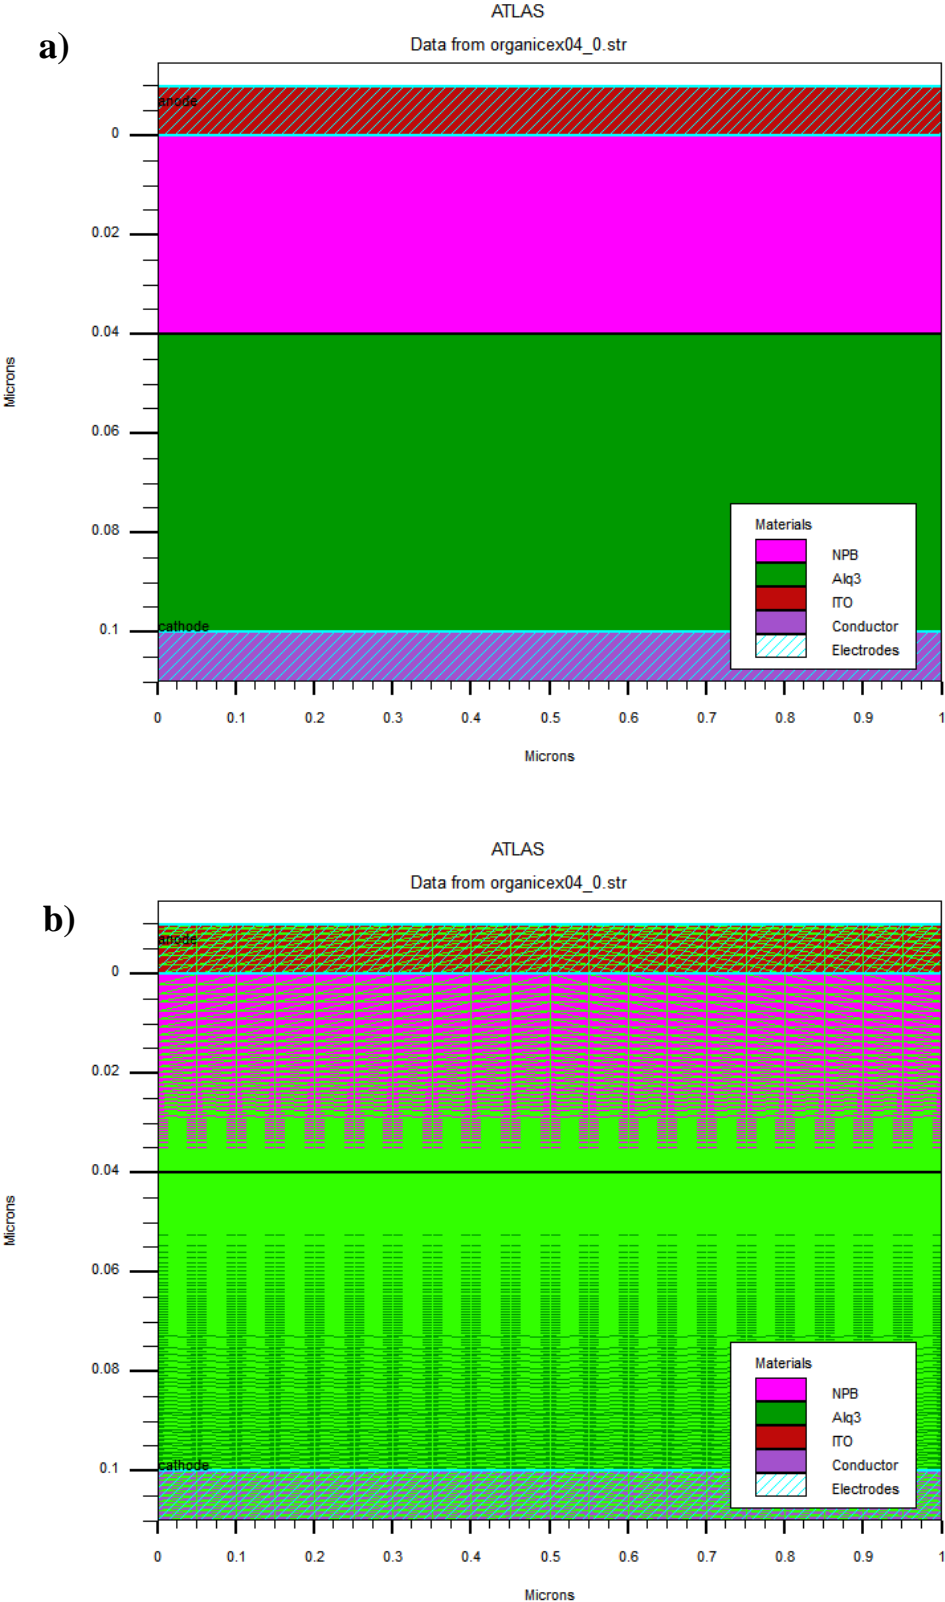 a)
ATLAS
Data from organicex04_0.str
anode
0
0.02
0.04
0.06
0.08
0.1
cathode
Microns
Materials
NPB
Alq3
ITO
Conductor
Electrodes
0 0.1 0.2 0.3 0.4 0.5 0.6 0.7 0.8 0.9 1
Microns
b)
ATLAS
Data from organicex04_0.str
anode
0
0.02
0.04
0.06
0.08
0.1
cathode
Microns
Materials
NPB
Alq3
ITO
Conductor
Electrodes
0 0.1 0.2 0.3 0.4 0.5 0.6 0.7 0.8 0.9 1
Microns